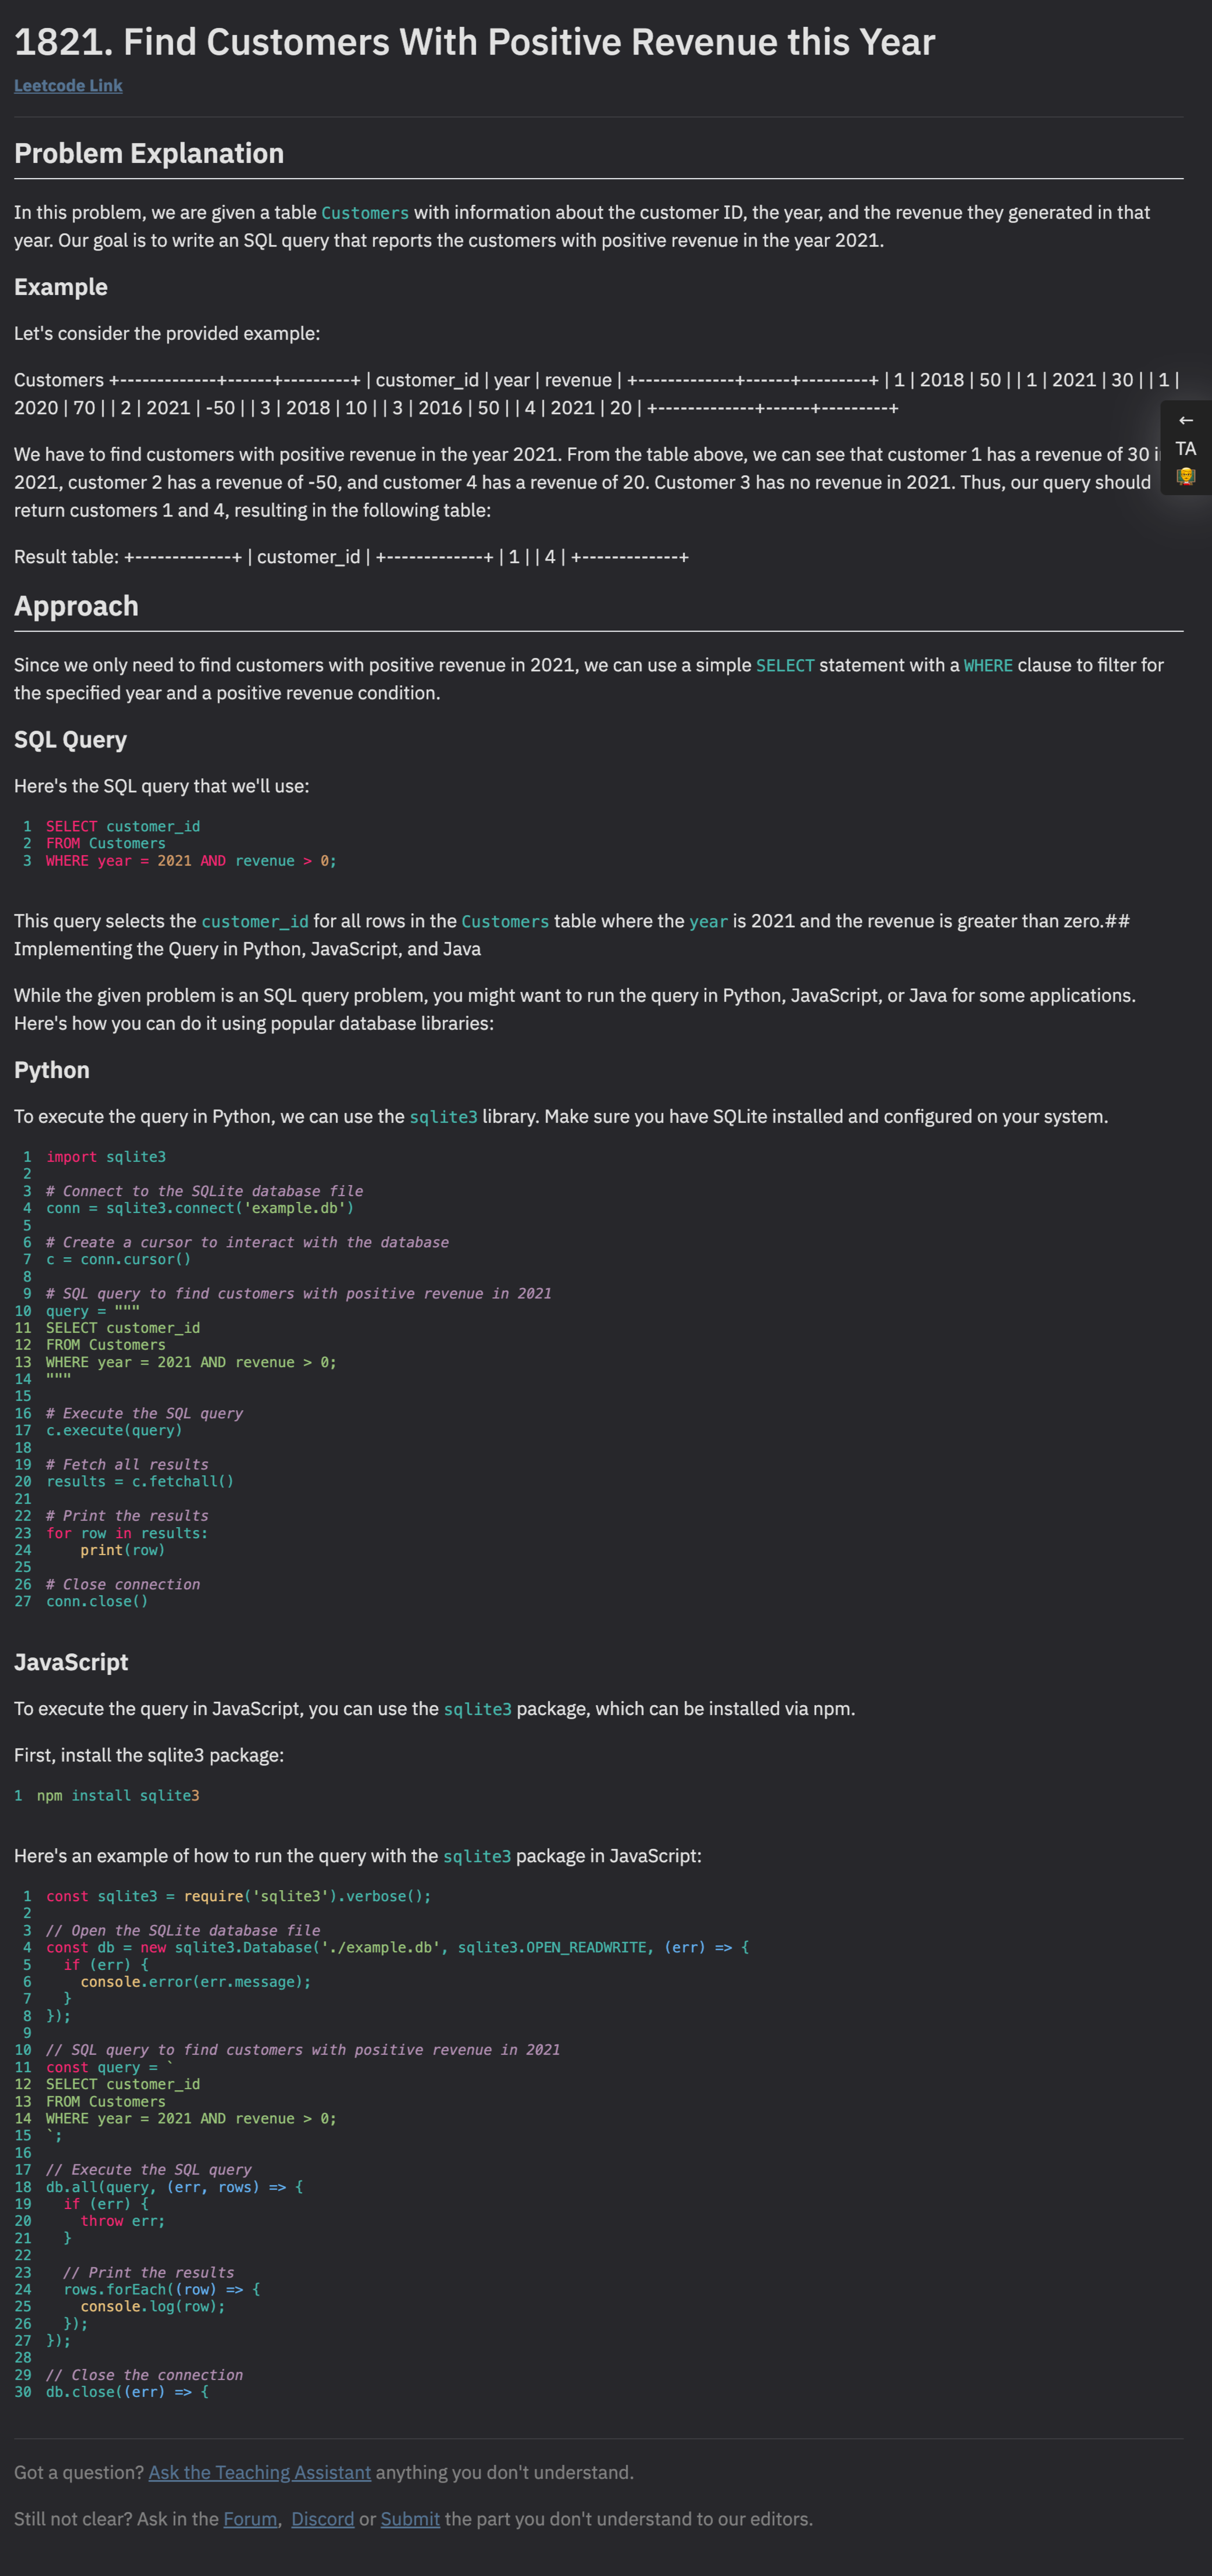 1821. Find Customers With Positive Revenue this Year
Leetcode Link
Problem Explanation
In this problem, we are given a table Customers with information about the customer ID, the year, and the revenue they generated in that
year. Our goal is to write an SQL query that reports the customers with positive revenue in the year 2021.
Example
Let's consider the provided example:
Customers +-------------+------+---------+ | customer_id | year | revenue | +-------------+------+---------+ | 1 | 2018 | 50 | | 1 | 2021 | 30 | | 1 |
2020 | 70 | | 2 | 2021 | -50 | | 3 | 2018 | 10 | | 3 | 2016 | 50 | | 4 | 2021 | 20 | +-------------+------+---------+
←
We have to find customers with positive revenue in the year 2021. From the table above, we can see that customer 1 has a revenue of 30
TA
2021, customer 2 has a revenue of -50, and customer 4 has a revenue of 20. Customer 3 has no revenue in 2021. Thus, our query should
return customers 1 and 4, resulting in the following table:
Result table: +-------------+ | customer_id | +-------------+ | 1 | | 4 | +-------------+
Approach
Since we only need to find customers with positive revenue in 2021, we can use a simple SELECT statement with a WHERE clause to filter for
the specified year and a positive revenue condition.
SQL Query
Here's the SQL query that we'll use:
1 SELECT customer_id
2 FROM Customers
3 WHERE year = 2021 AND revenue > 0;
This query selects the customer_id for all rows in the Customers table where the year is 2021 and the revenue is greater than zero.##
Implementing the Query in Python, JavaScript, and Java
While the given problem is an SQL query problem, you might want to run the query in Python, JavaScript, or Java for some applications.
Here's how you can do it using popular database libraries:
Python
To execute the query in Python, we can use the sqlite3 library. Make sure you have SQLite installed and configured on your system.
1 import sqlite3
2
3 # Connect to the SQLite database file
4 conn = sqlite3.connect('example.db')
5
6 # Create a cursor to interact with the database
7 c = conn.cursor()
8
9 # SQL query to find customers with positive revenue in 2021
10 query = """
11 SELECT customer_id
12 FROM Customers
13 WHERE year = 2021 AND revenue > 0;
14 """
15
16 # Execute the SQL query
17 c.execute(query)
18
19 # Fetch all results
20 results = c.fetchall()
21
22 # Print the results
23 for row in results:
24     print(row)
25
26 # Close connection
27 conn.close()
JavaScript
To execute the query in JavaScript, you can use the sqlite3 package, which can be installed via npm.
First, install the sqlite3 package:
1 npm install sqlite3
Here's an example of how to run the query with the sqlite3 package in JavaScript:
1 const sqlite3 = require('sqlite3').verbose();
2
3 // Open the SQLite database file
4 const db = new sqlite3.Database('./example.db', sqlite3.OPEN_READWRITE, (err) => {
5   if (err) {
6     console.error(err.message);
7   }
8 });
9
10 // SQL query to find customers with positive revenue in 2021
11 const query = `
12 SELECT customer_id
13 FROM Customers
14 WHERE year = 2021 AND revenue > 0;
15 `;
16
17 // Execute the SQL query
18 db.all(query, (err, rows) => {
19   if (err) {
20     throw err;
21   }
22
23   // Print the results
24   rows.forEach((row) => {
25     console.log(row);
26   });
27 });
28
29 // Close the connection
30 db.close((err) => {
Got a question? Ask the Teaching Assistant anything you don't understand.
Still not clear? Ask in the Forum, Discord or Submit the part you don't understand to our editors.